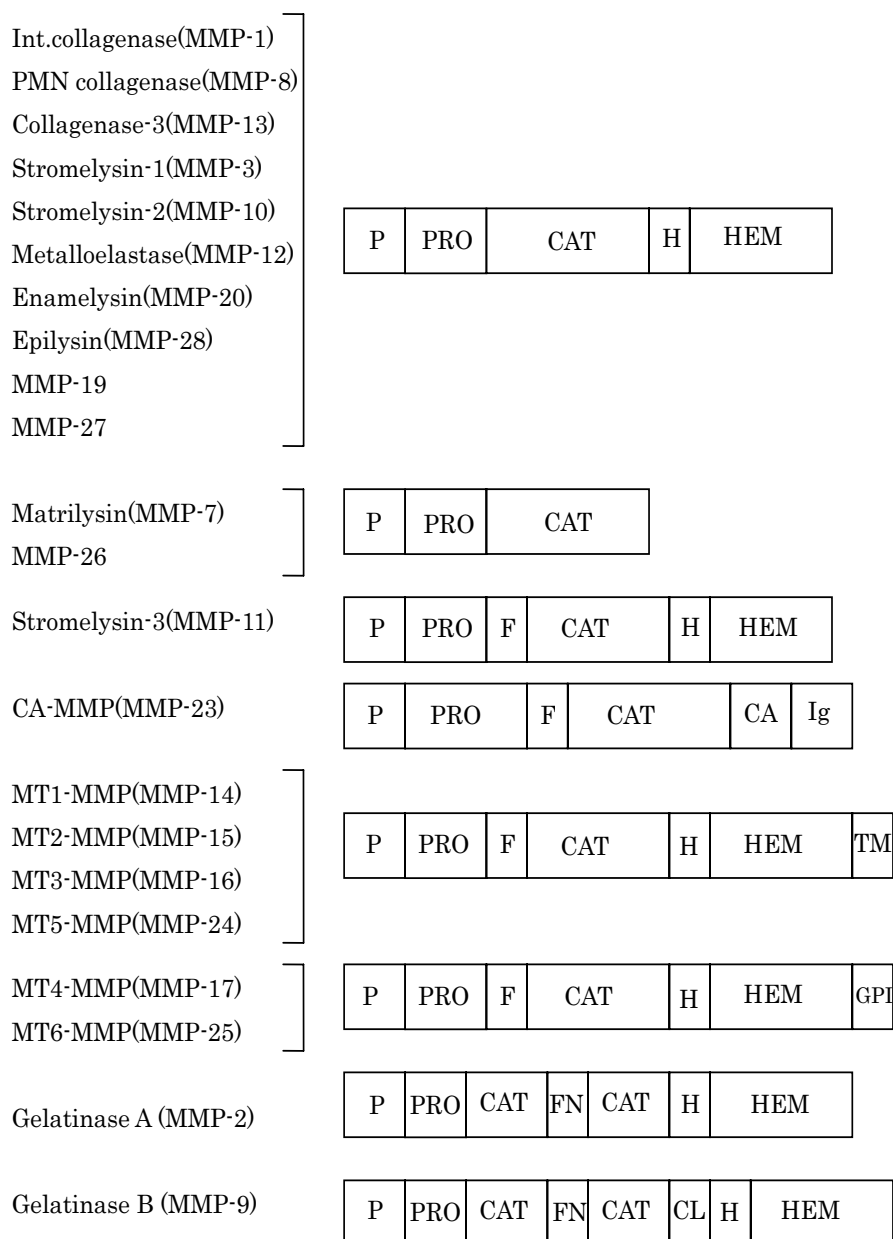 Int.collagenase(MMP-1)
PMN collagenase(MMP-8)
Collagenase-3(MMP-13)
Stromelysin-1(MMP-3)
Stromelysin-2(MMP-10)
Metalloelastase(MMP-12)
Enamelysin(MMP-20)
Epilysin(MMP-28)
MMP-19
MMP-27
P PRO CAT H HEM
Matrilysin(MMP-7)
MMP-26
P PRO CAT
Stromelysin-3(MMP-11)
P PRO F CAT H HEM
CA-MMP(MMP-23)
P PRO F CAT CA Ig
MT1-MMP(MMP-14)
MT2-MMP(MMP-15)
MT3-MMP(MMP-16)
MT5-MMP(MMP-24)
P PRO F CAT H HEM TM
MT4-MMP(MMP-17)
MT6-MMP(MMP-25)
P PRO F CAT H HEM GPI
Gelatinase A (MMP-2)
P PRO CAT FN CAT H HEM
Gelatinase B (MMP-9)
P PRO CAT FN CAT CL H HEM